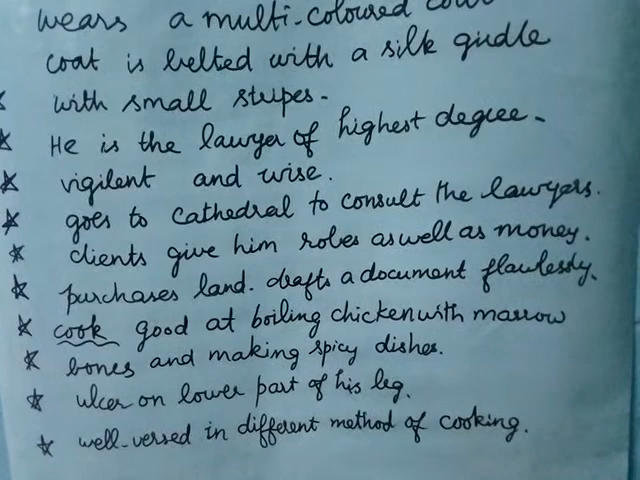 wears a multi-coloured
coat is belted with a silk girdle
★ with small stripes -
★ He is the lawyer of highest degree -
★ vigilent and wise.
★ goes to cathedral to consult the lawyers.
★ clients give him robes as well as money.
★ purchases land. drafts a document flawlessly.
★ cook good at boiling chicken with marrow
★ bones and making spicy dishes.
★ ulcer on lower part of his leg.
★ well-versed in different method of cooking.